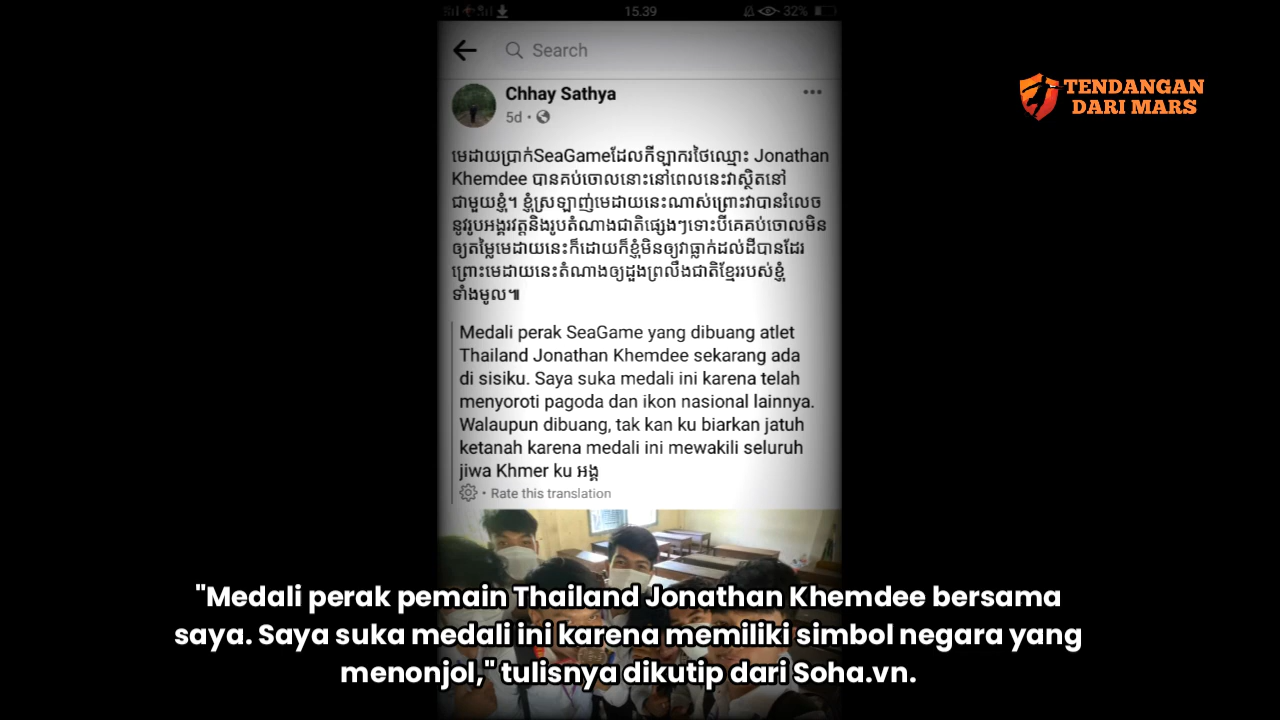 15.39
32%
Search
TENDANGAN
DARI MARS
Chhay Sathya
5d
មេដាយប្រាក់SeaGameដែលកីឡាករថៃឈ្មោះ Jonathan
Khemdee បានគប់ចោលនោះនៅពេលនេះវាស្ថិតនៅ
ជាមួយខ្ញុំ។ ខ្ញុំស្រឡាញ់មេដាយនេះណាស់ព្រោះវាបានរំលេច
នូវរូបអង្គរវត្តនិងរូបតំណាងជាតិផ្សេងៗទោះបីគេគប់ចោលមិន
ឲ្យតម្លៃមេដាយនេះក៏ដោយក៏ខ្ញុំមិនឲ្យវាធ្លាក់ដល់ដីបានដែរ
ព្រោះមេដាយនេះតំណាងឲ្យដួងព្រលឹងជាតិខ្មែររបស់ខ្ញុំ
ទាំងមូល៕
Medali perak SeaGame yang dibuang atlet
Thailand Jonathan Khemdee sekarang ada
di sisiku. Saya suka medali ini karena telah
menyoroti pagoda dan ikon nasional lainnya.
Walaupun dibuang, tak kan ku biarkan jatuh
ketanah karena medali ini mewakili seluruh
jiwa Khmer ku អង្គ
· Rate this translation
"Medali perak pemain Thailand Jonathan Khemdee bersama
saya. Saya suka medali ini karena memiliki simbol negara yang
menonjol," tulisnya dikutip dari Soha.vn.